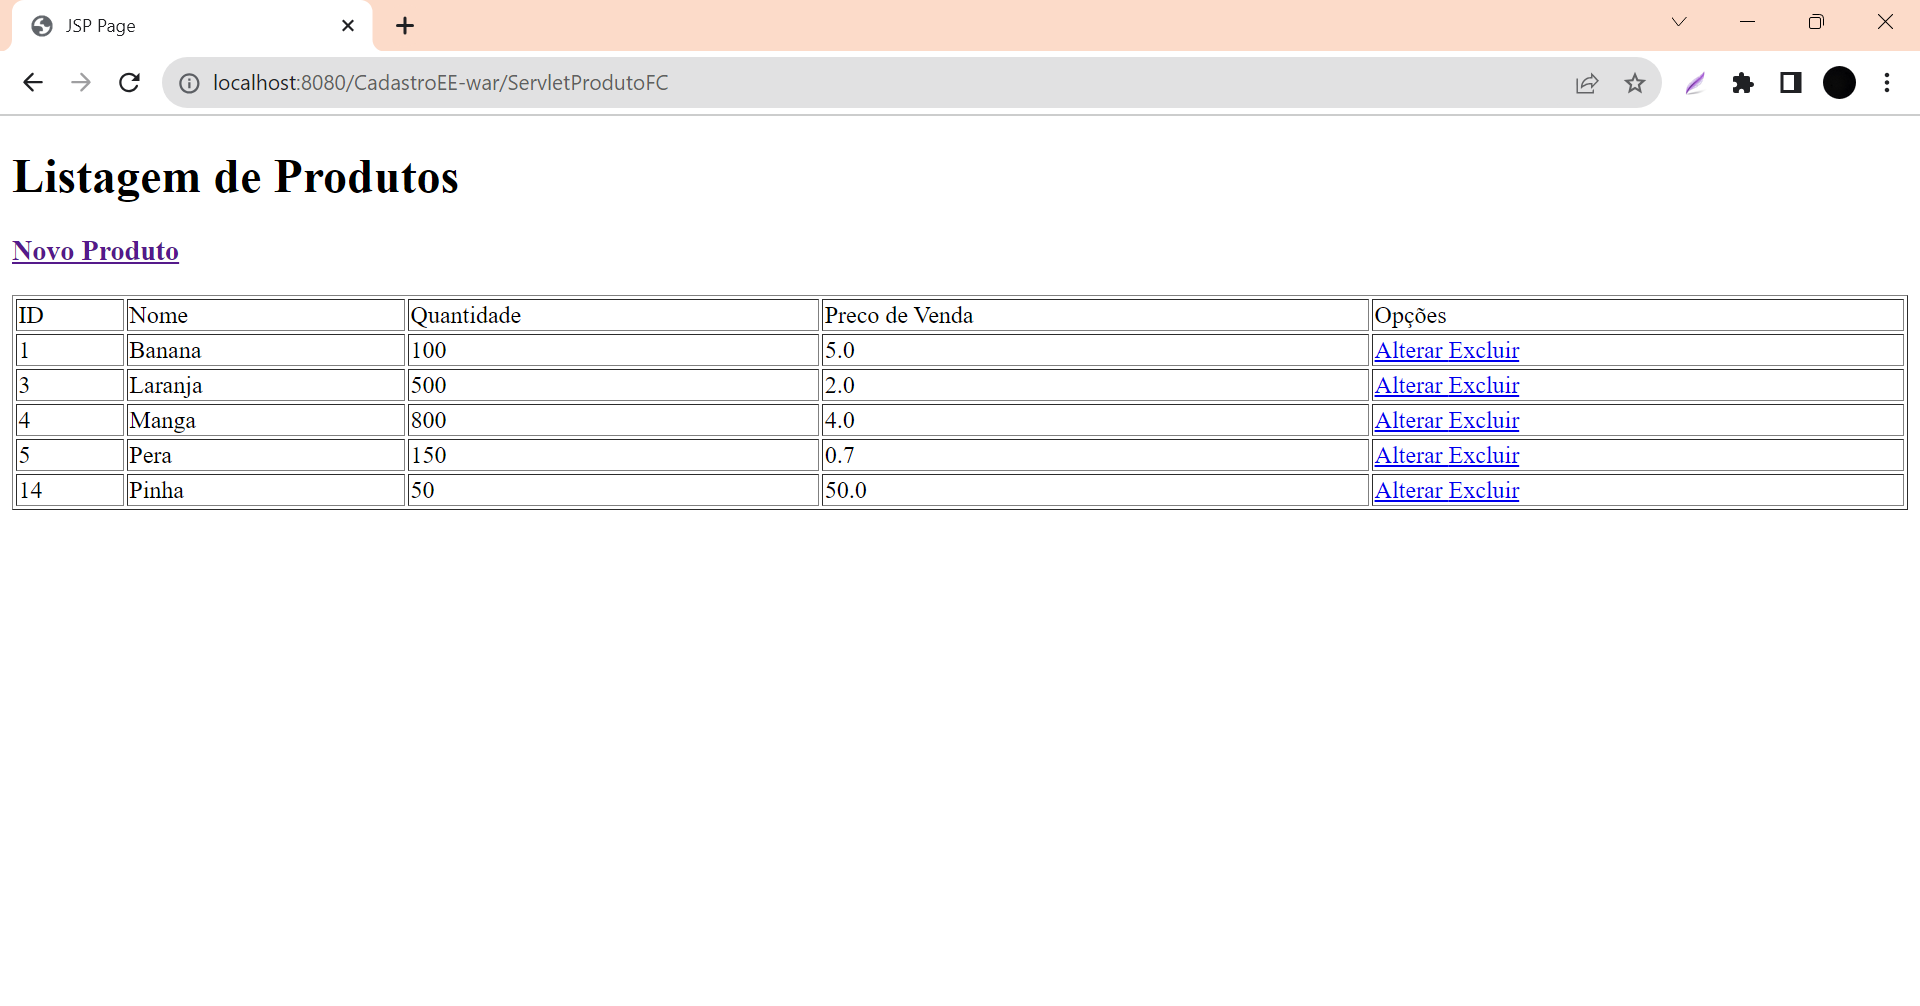 JSP Page
localhost:8080/CadastroEE-war/ServletProdutoFC
Listagem de Produtos
Novo Produto
ID Nome Quantidade Preco de Venda Opções
1 Banana 100 5.0 Alterar Excluir
3 Laranja 500 2.0 Alterar Excluir
4 Manga 800 4.0 Alterar Excluir
5 Pera 150 0.7 Alterar Excluir
14 Pinha 50 50.0 Alterar Excluir